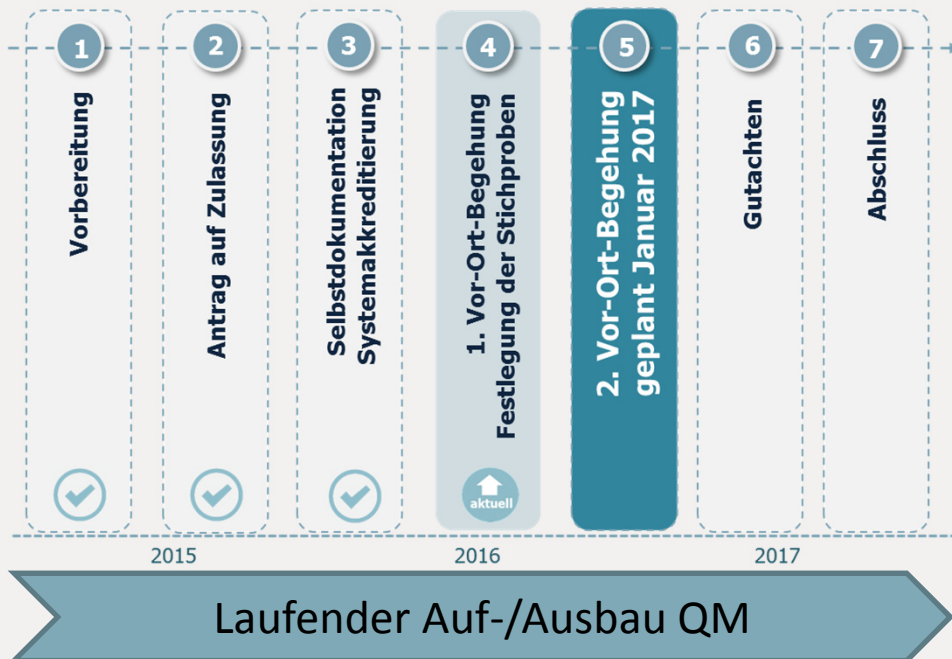 1
Vorbereitung
2
Antrag auf Zulassung
3
Selbstdokumentation
Systemakkreditierung
4
1. Vor-Ort-Begehung
Festlegung der Stichproben
aktuell
5
2. Vor-Ort-Begehung
geplant Januar 2017
6
Gutachten
7
Abschluss
2015
2016
2017
Laufender Auf-/Ausbau QM